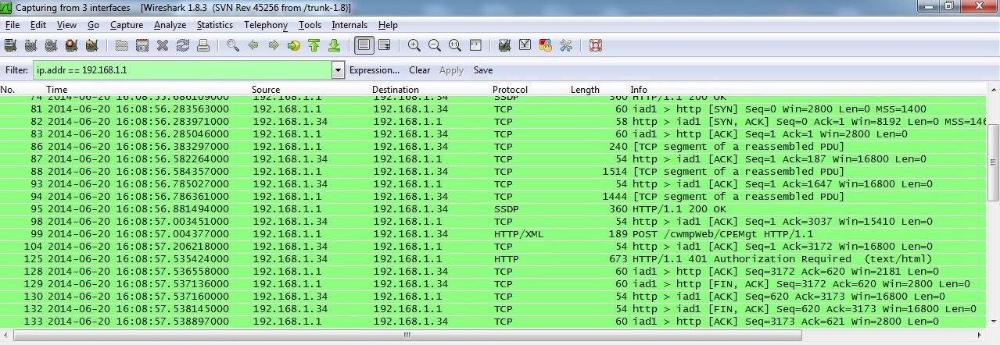 Capturing from 3 interfaces [Wireshark 1.8.3 (SVN Rev 45256 from /trunk-1.8)]
File Edit View Go Capture Analyze Statistics Telephony Tools Internals Help
Filter: ip.addr == 192.168.1.1 Expression... Clear Apply Save
No. Time Source Destination Protocol Length Info
74 2014-06-20 16:08:55.686109000 192.168.1.1 192.168.1.34 SSDP 360 HTTP/1.1 200 OK
81 2014-06-20 16:08:56.283563000 192.168.1.1 192.168.1.34 TCP 60 iad1 > http [SYN] Seq=0 Win=2800 Len=0 MSS=1400
82 2014-06-20 16:08:56.283971000 192.168.1.34 192.168.1.1 TCP 58 http > iad1 [SYN, ACK] Seq=0 Ack=1 Win=8192 Len=0 MSS=146
83 2014-06-20 16:08:56.285046000 192.168.1.1 192.168.1.34 TCP 60 iad1 > http [ACK] Seq=1 Ack=1 Win=2800 Len=0
86 2014-06-20 16:08:56.383297000 192.168.1.1 192.168.1.34 TCP 240 [TCP segment of a reassembled PDU]
87 2014-06-20 16:08:56.582264000 192.168.1.34 192.168.1.1 TCP 54 http > iad1 [ACK] Seq=1 Ack=187 Win=16800 Len=0
88 2014-06-20 16:08:56.584357000 192.168.1.1 192.168.1.34 TCP 1514 [TCP segment of a reassembled PDU]
93 2014-06-20 16:08:56.785027000 192.168.1.34 192.168.1.1 TCP 54 http > iad1 [ACK] Seq=1 Ack=1647 Win=16800 Len=0
94 2014-06-20 16:08:56.786361000 192.168.1.1 192.168.1.34 TCP 1444 [TCP segment of a reassembled PDU]
95 2014-06-20 16:08:56.881494000 192.168.1.1 192.168.1.34 SSDP 360 HTTP/1.1 200 OK
98 2014-06-20 16:08:57.003451000 192.168.1.34 192.168.1.1 TCP 54 http > iad1 [ACK] Seq=1 Ack=3037 Win=15410 Len=0
99 2014-06-20 16:08:57.004377000 192.168.1.1 192.168.1.34 HTTP/XML 189 POST /cwmpWeb/CPEMgt HTTP/1.1
104 2014-06-20 16:08:57.206218000 192.168.1.34 192.168.1.1 TCP 54 http > iad1 [ACK] Seq=1 Ack=3172 Win=16800 Len=0
125 2014-06-20 16:08:57.535424000 192.168.1.34 192.168.1.1 HTTP 673 HTTP/1.1 401 Authorization Required (text/html)
128 2014-06-20 16:08:57.536558000 192.168.1.1 192.168.1.34 TCP 60 iad1 > http [ACK] Seq=3172 Ack=620 Win=2181 Len=0
129 2014-06-20 16:08:57.537136000 192.168.1.1 192.168.1.34 TCP 60 iad1 > http [FIN, ACK] Seq=3172 Ack=620 Win=2800 Len=0
130 2014-06-20 16:08:57.537160000 192.168.1.34 192.168.1.1 TCP 54 http > iad1 [ACK] Seq=620 Ack=3173 Win=16800 Len=0
132 2014-06-20 16:08:57.538145000 192.168.1.34 192.168.1.1 TCP 54 http > iad1 [FIN, ACK] Seq=620 Ack=3173 Win=16800 Len=0
133 2014-06-20 16:08:57.538897000 192.168.1.1 192.168.1.34 TCP 60 iad1 > http [ACK] Seq=3173 Ack=621 Win=2800 Len=0